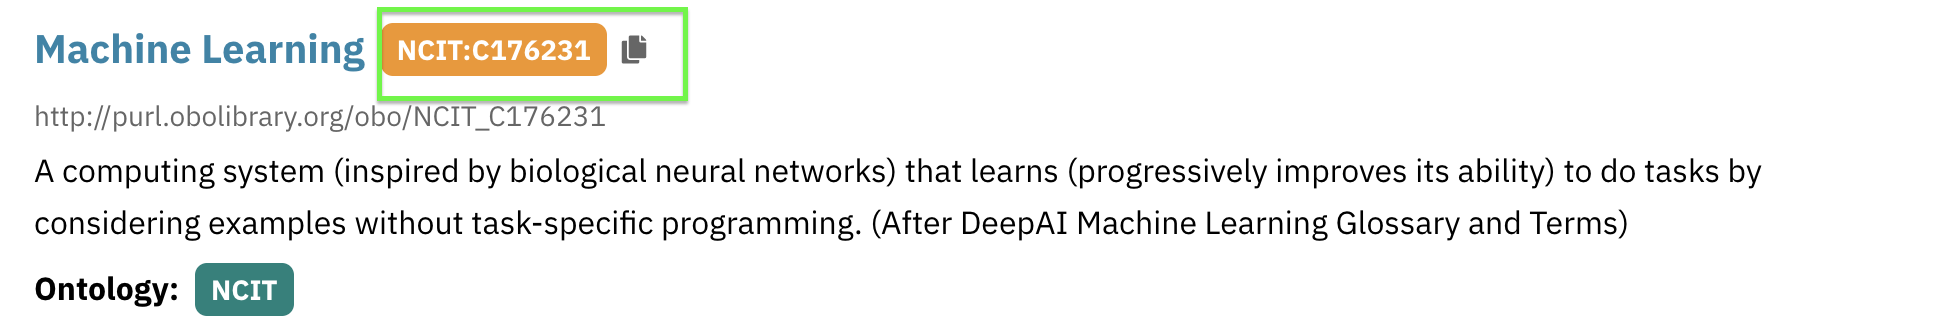 Machine Learning NCIT:C176231
http://purl.obolibrary.org/obo/NCIT_C176231
A computing system (inspired by biological neural networks) that learns (progressively improves its ability) to do tasks by
considering examples without task-specific programming. (After DeepAI Machine Learning Glossary and Terms)
Ontology: NCIT